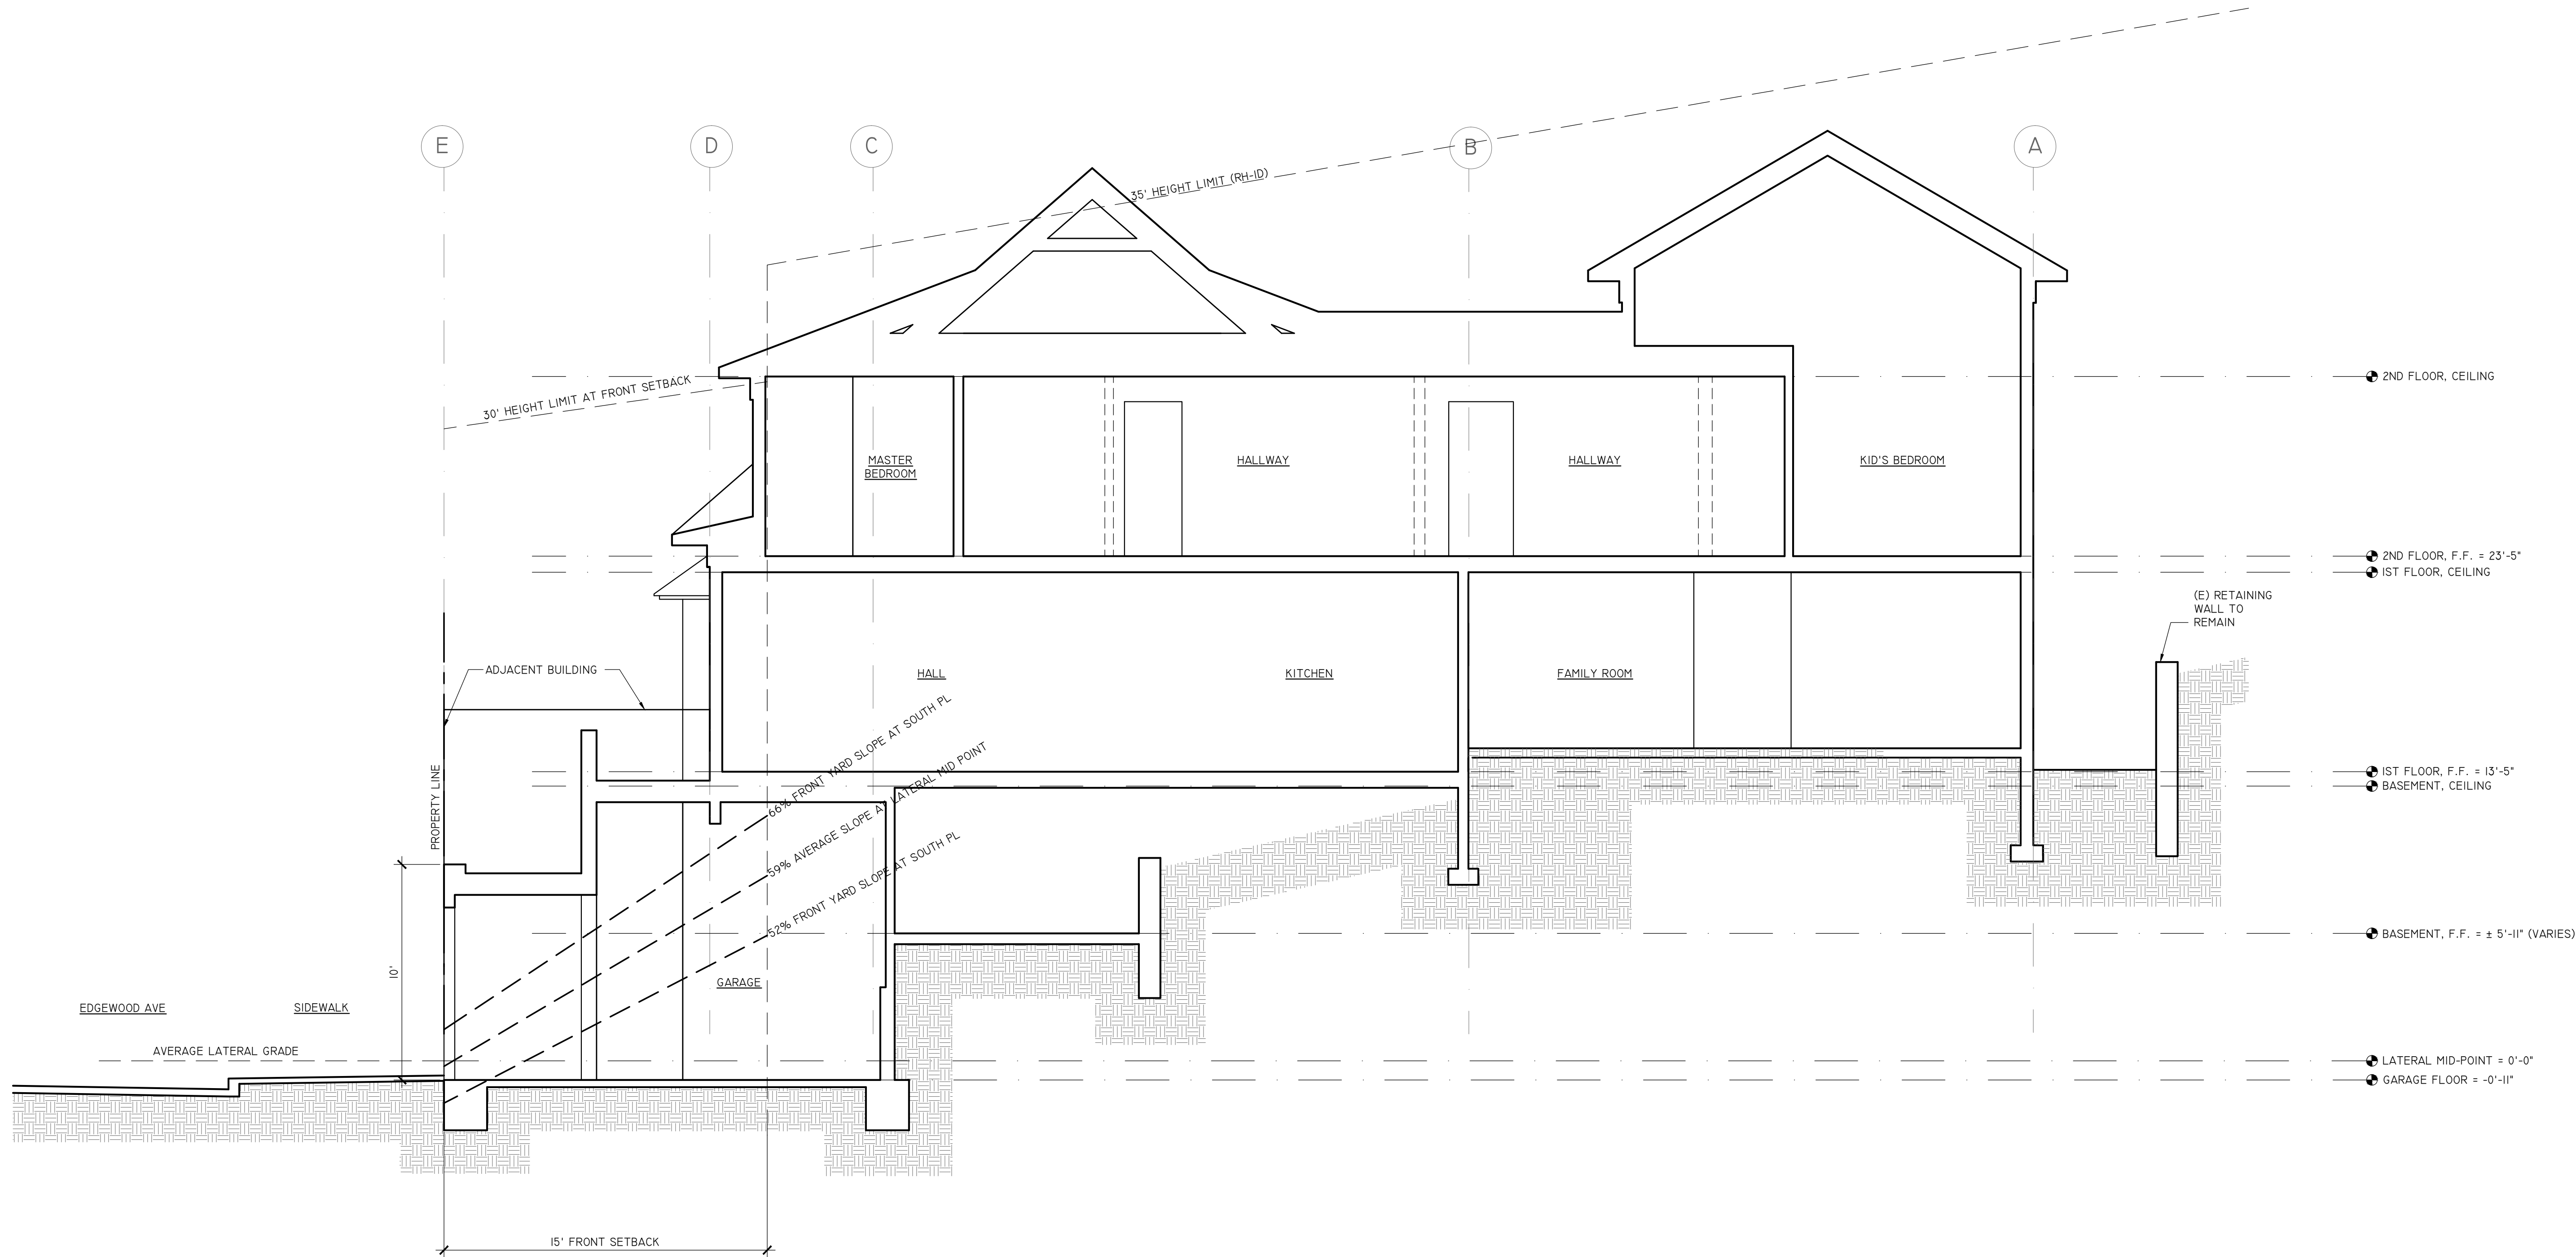 35' HEIGHT LIMIT (RH-1D)
E
D
C
B
A
30' HEIGHT LIMIT AT FRONT SETBACK
2ND FLOOR, CEILING
MASTER
BEDROOM
HALLWAY
HALLWAY
KID'S BEDROOM
2ND FLOOR, F.F. = 23'-5"
1ST FLOOR, CEILING
(E) RETAINING
WALL TO
REMAIN
ADJACENT BUILDING
HALL
KITCHEN
FAMILY ROOM
PROPERTY LINE
66% FRONT YARD SLOPE AT SOUTH PL
59% AVERAGE SLOPE AT LATERAL MID POINT
52% FRONT YARD SLOPE AT SOUTH PL
1ST FLOOR, F.F. = 13'-5"
BASEMENT, CEILING
BASEMENT, F.F. = ± 5'-11" (VARIES)
10'
GARAGE
EDGEWOOD AVE
SIDEWALK
AVERAGE LATERAL GRADE
LATERAL MID-POINT = 0'-0"
GARAGE FLOOR = -0'-11"
15' FRONT SETBACK